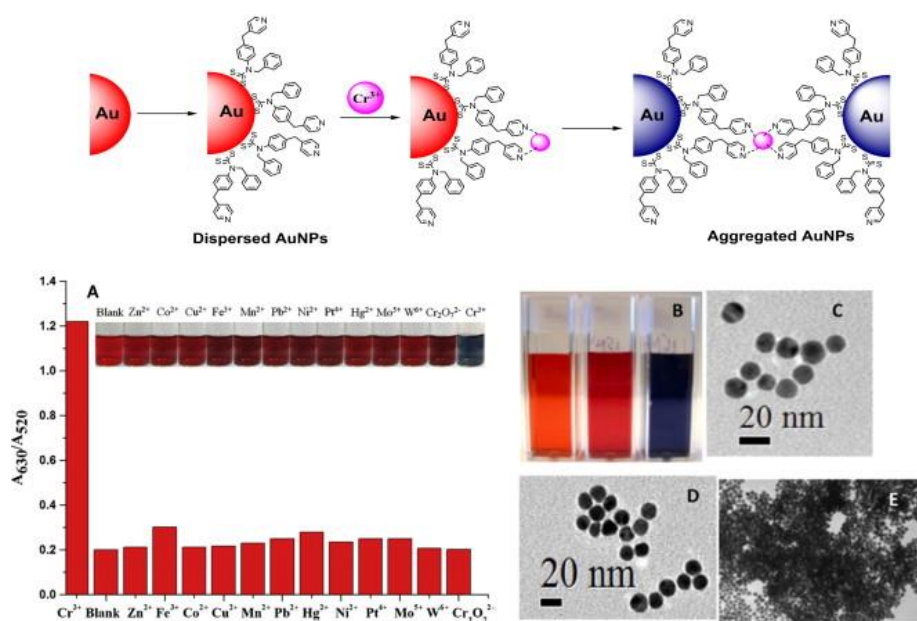 Au
Au
Cr³⁺
Au
Au
Au
Dispersed AuNPs
Aggregated AuNPs
A
Blank Zn²⁺ Co²⁺ Cu²⁺ Fe³⁺ Mn²⁺ Pb²⁺ Ni²⁺ Pt⁴⁺ Hg²⁺ Mo⁵⁺ W⁶⁺ Cr₂O₇²⁻ Cr³⁺
A₆₃₀/A₅₂₀
1.4
1.2
1.0
0.8
0.6
0.4
0.2
0.0
Cr³⁺ Blank Zn²⁺ Fe³⁺ Co²⁺ Cu²⁺ Mn²⁺ Pb²⁺ Hg²⁺ Ni²⁺ Pt⁴⁺ Mo⁵⁺ W⁶⁺ Cr₂O₇²⁻
B
C
20 nm
D
20 nm
E